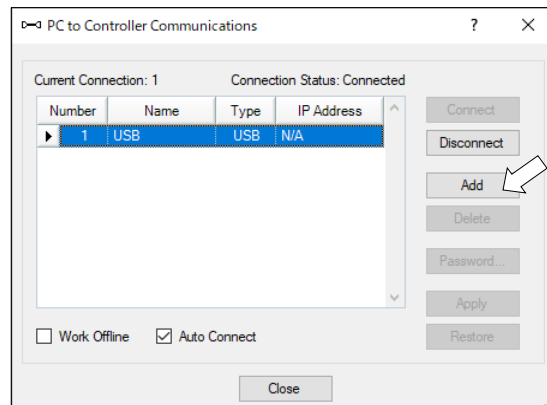 PC to Controller Communications
Current Connection: 1 Connection Status: Connected
Number Name Type IP Address
1 USB USB N/A
Connect
Disconnect
Add
Delete
Password...
Apply
Restore
Work Offline Auto Connect
Close